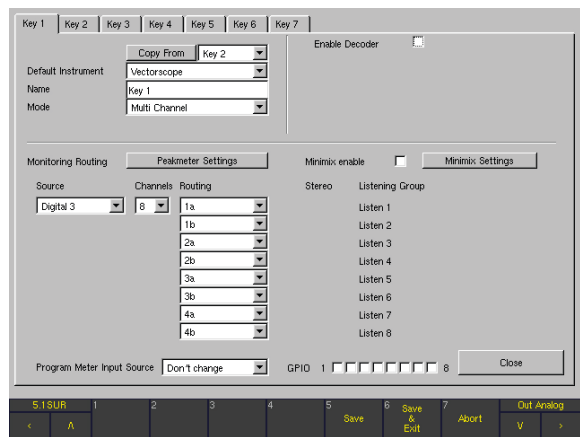 Key 1 Key 2 Key 3 Key 4 Key 5 Key 6 Key 7
Copy From Key 2 Enable Decoder
Default Instrument Vectorscope
Name Key 1
Mode Multi Channel
Monitoring Routing Peakmeter Settings Minimix enable Minimix Settings
Source Channels Routing Stereo Listening Group
Digital 3 8 1a Listen 1
1b Listen 2
2a Listen 3
2b Listen 4
3a Listen 5
3b Listen 6
4a Listen 7
4b Listen 8
Program Meter Input Source Don't change GPIO 1 8 Close
5.1SUR 1 2 3 4 5 Save 6 Save & Exit 7 Abort Out Analog
< Λ V >